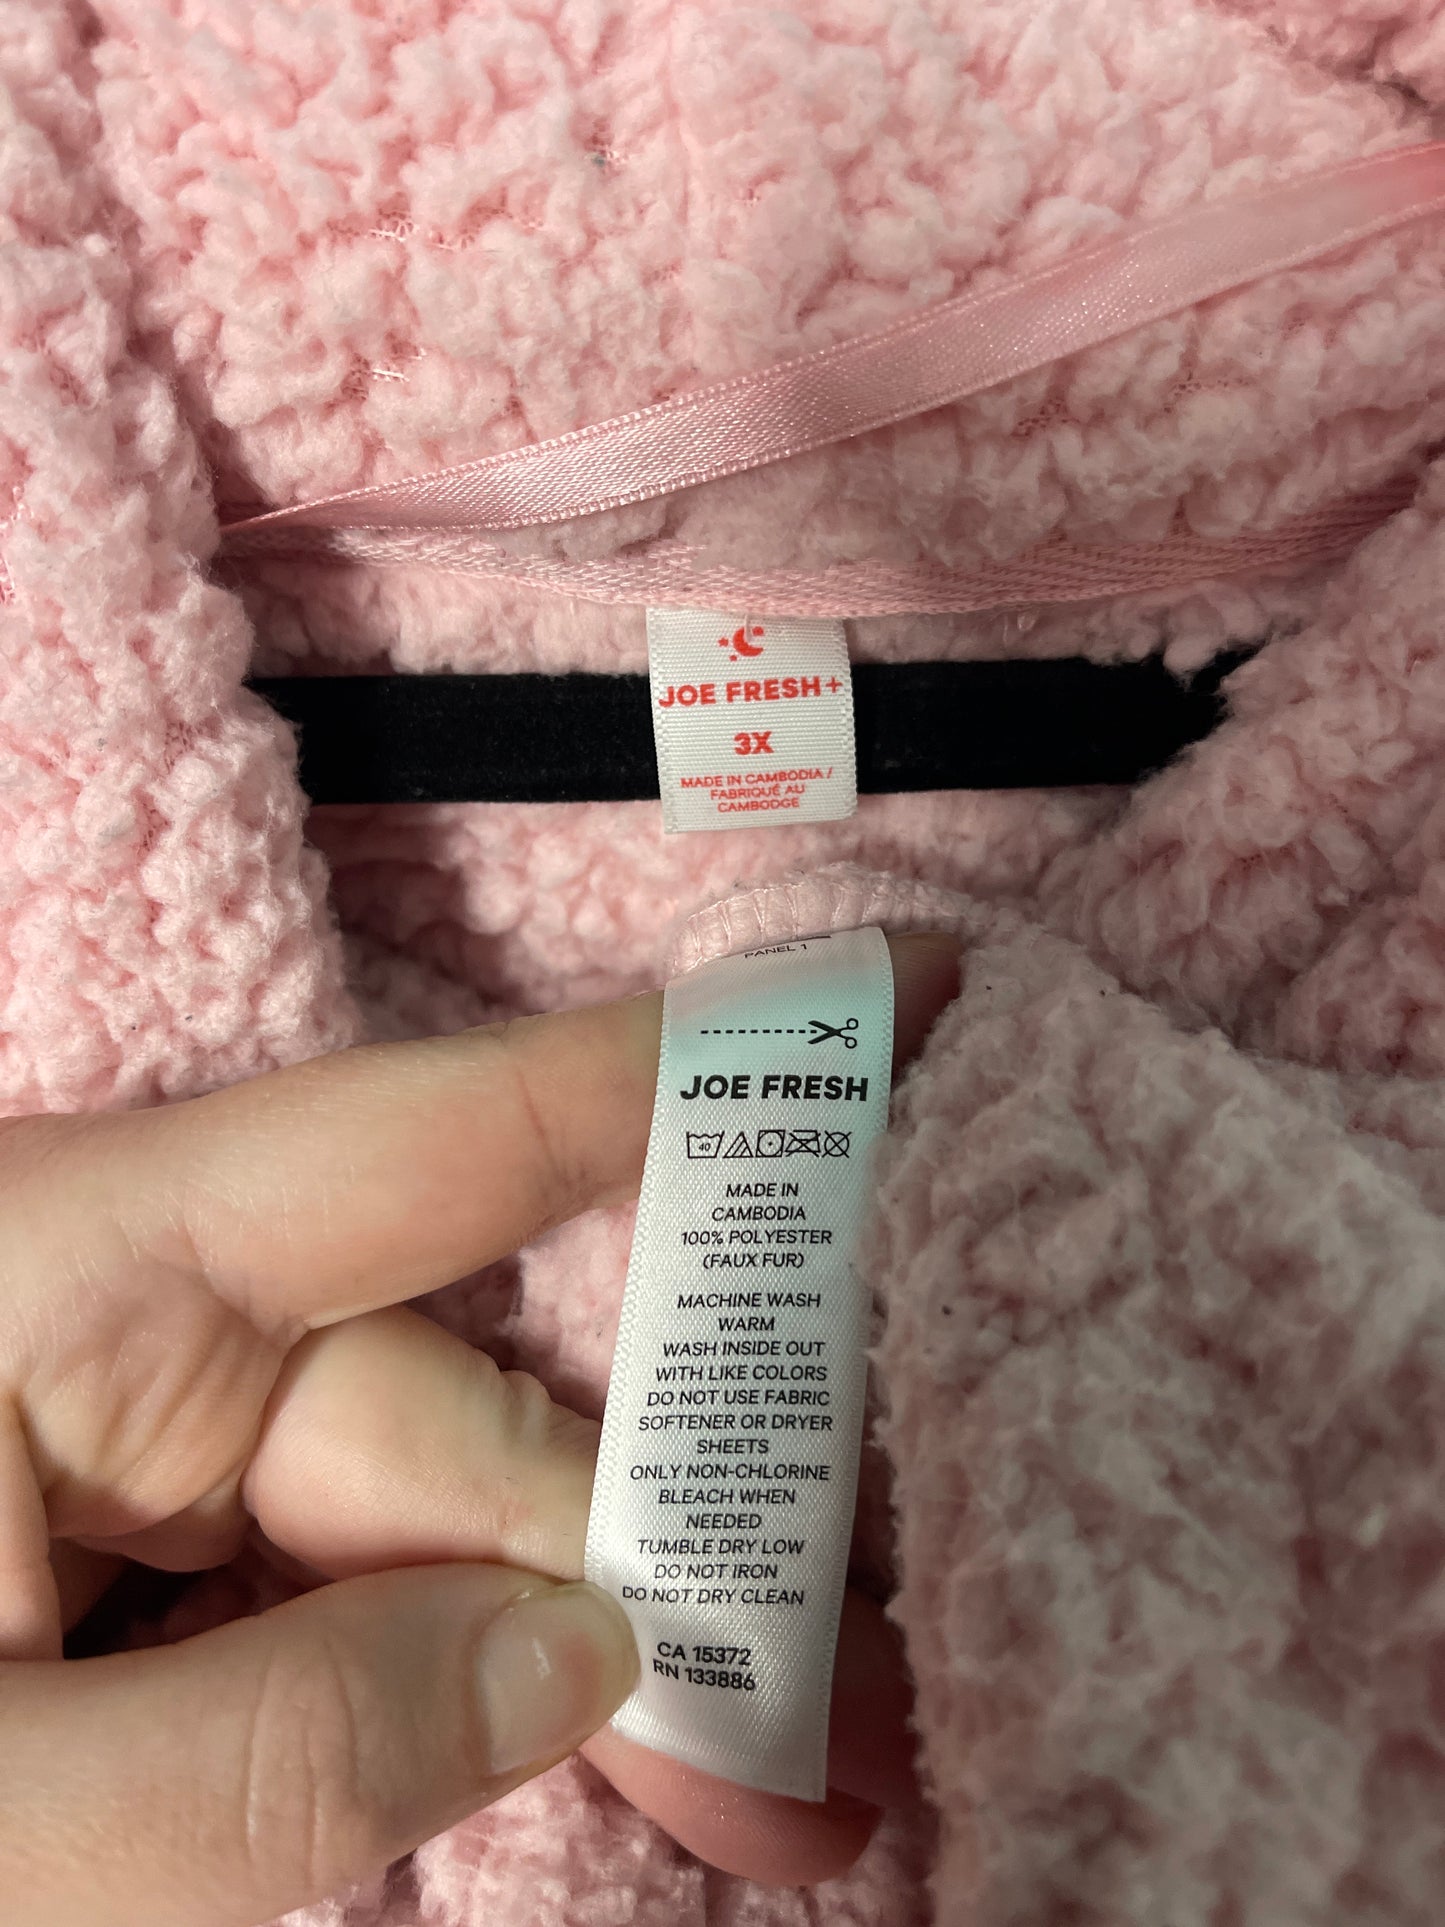 JOE FRESH+
3X
MADE IN CAMBODIA /
FABRIQUÉ AU
CAMBODGE
PANEL 1
JOE FRESH
40
MADE IN
CAMBODIA
100% POLYESTER
(FAUX FUR)
MACHINE WASH
WARM
WASH INSIDE OUT
WITH LIKE COLORS
DO NOT USE FABRIC
SOFTENER OR DRYER
SHEETS
ONLY NON-CHLORINE
BLEACH WHEN
NEEDED
TUMBLE DRY LOW
DO NOT IRON
DO NOT DRY CLEAN
CA 15372
RN 133886